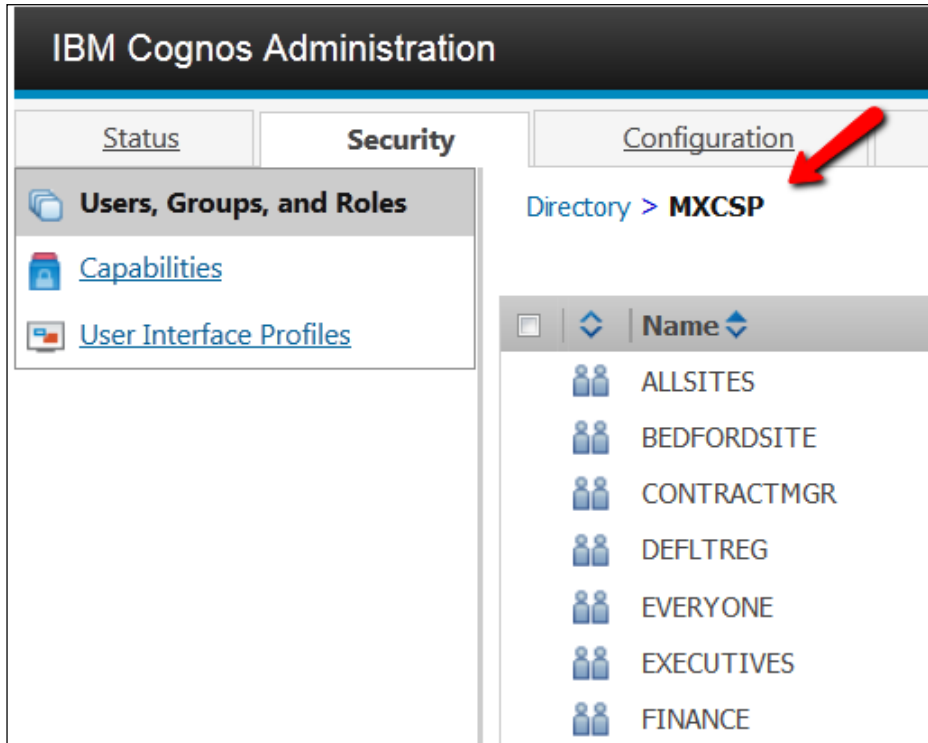 IBM Cognos Administration
Status Security Configuration
Users, Groups, and Roles
Capabilities
User Interface Profiles
Directory > MXCSP
Name
ALLSITES
BEDFORDSITE
CONTRACTMGR
DEFLTREG
EVERYONE
EXECUTIVES
FINANCE